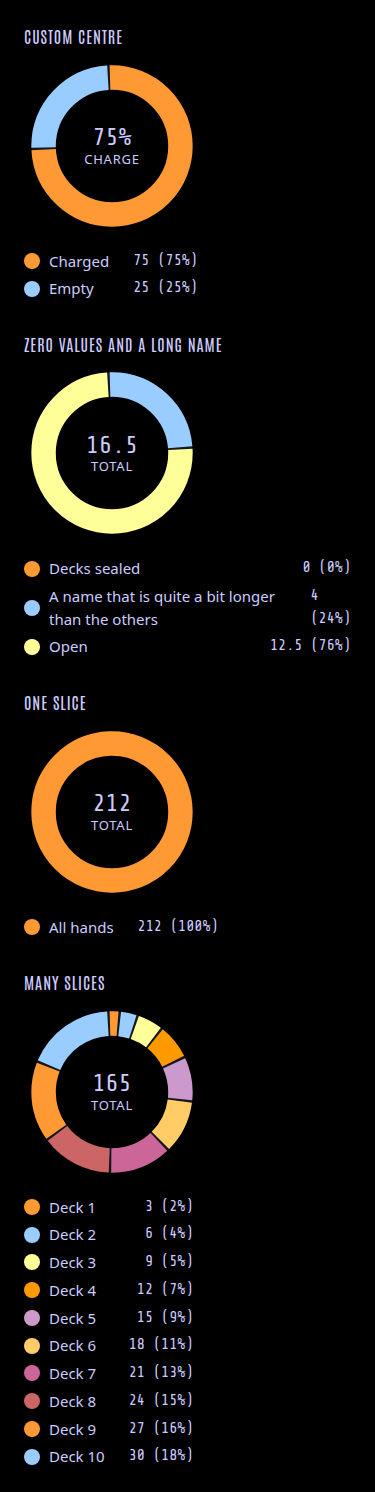 CUSTOM CENTRE
75%
CHARGE
Charged 75 (75%)
Empty 25 (25%)
ZERO VALUES AND A LONG NAME
16.5
TOTAL
Decks sealed 0 (0%)
A name that is quite a bit longer 4
than the others (24%)
Open 12.5 (76%)
ONE SLICE
212
TOTAL
All hands 212 (100%)
MANY SLICES
165
TOTAL
Deck 1 3 (2%)
Deck 2 6 (4%)
Deck 3 9 (5%)
Deck 4 12 (7%)
Deck 5 15 (9%)
Deck 6 18 (11%)
Deck 7 21 (13%)
Deck 8 24 (15%)
Deck 9 27 (16%)
Deck 10 30 (18%)